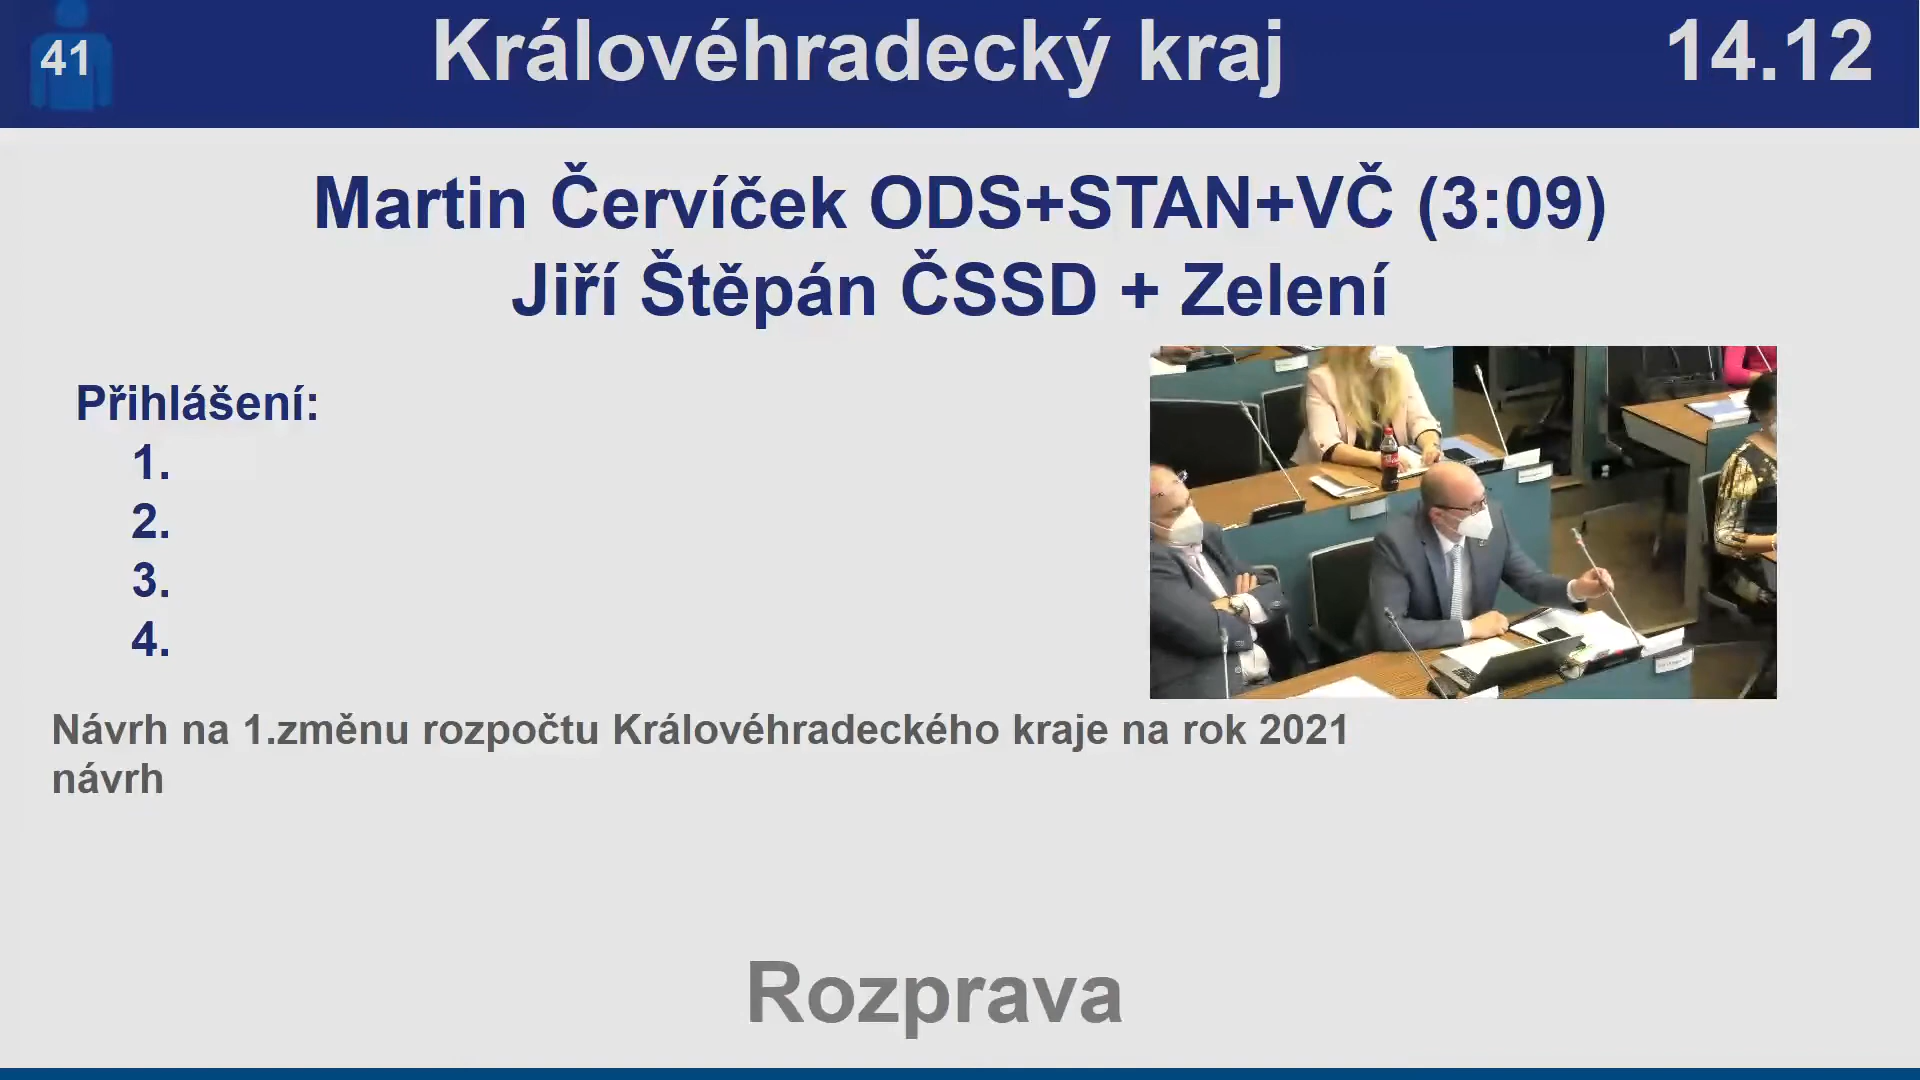 41
Královéhradecký kraj
14.12
Martin Červíček ODS+STAN+VČ (3:09)
Jiří Štěpán ČSSD + Zelení
Přihlášení:
1.
2.
3.
4.
Návrh na 1.změnu rozpočtu Královéhradeckého kraje na rok 2021
návrh
Rozprava